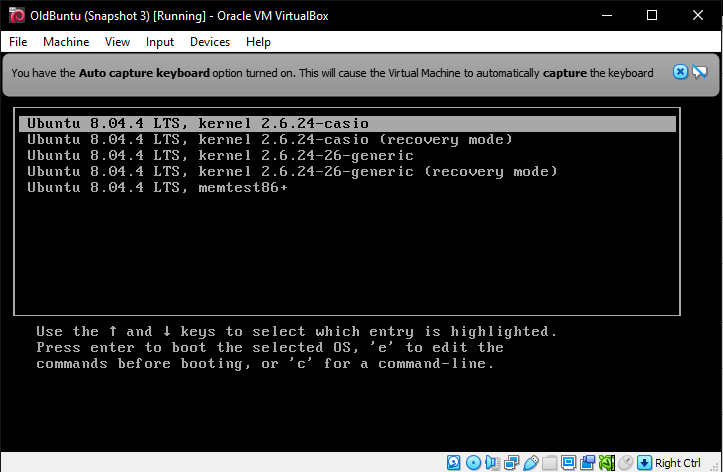 OldBuntu (Snapshot 3) [Running] - Oracle VM VirtualBox
File Machine View Input Devices Help
You have the Auto capture keyboard option turned on. This will cause the Virtual Machine to automatically capture the keyboard
Ubuntu 8.04.4 LTS, kernel 2.6.24-casio
Ubuntu 8.04.4 LTS, kernel 2.6.24-casio (recovery mode)
Ubuntu 8.04.4 LTS, kernel 2.6.24-26-generic
Ubuntu 8.04.4 LTS, kernel 2.6.24-26-generic (recovery mode)
Ubuntu 8.04.4 LTS, memtest86+
Use the ↑ and ↓ keys to select which entry is highlighted.
Press enter to boot the selected OS, 'e' to edit the
commands before booting, or 'c' for a command-line.
Right Ctrl